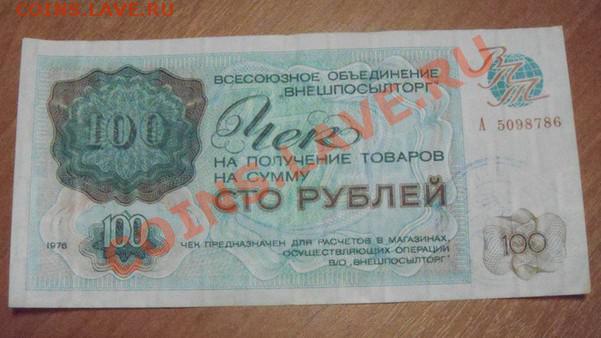 COINS.LAVE.RU
ВСЕСОЮЗНОЕ ОБЪЕДИНЕНИЕ
„ВНЕШПОСЫЛТОРГ"
ВПТ
100
Чек
А 5098786
НА ПОЛУЧЕНИЕ ТОВАРОВ
НА СУММУ
СТО РУБЛЕЙ
COINS.LAVE.RU
1976
100
ЧЕК ПРЕДНАЗНАЧЕН ДЛЯ РАСЧЕТОВ В МАГАЗИНАХ,
ОСУЩЕСТВЛЯЮЩИХ ОПЕРАЦИИ
В/О „ВНЕШПОСЫЛТОРГ"
100